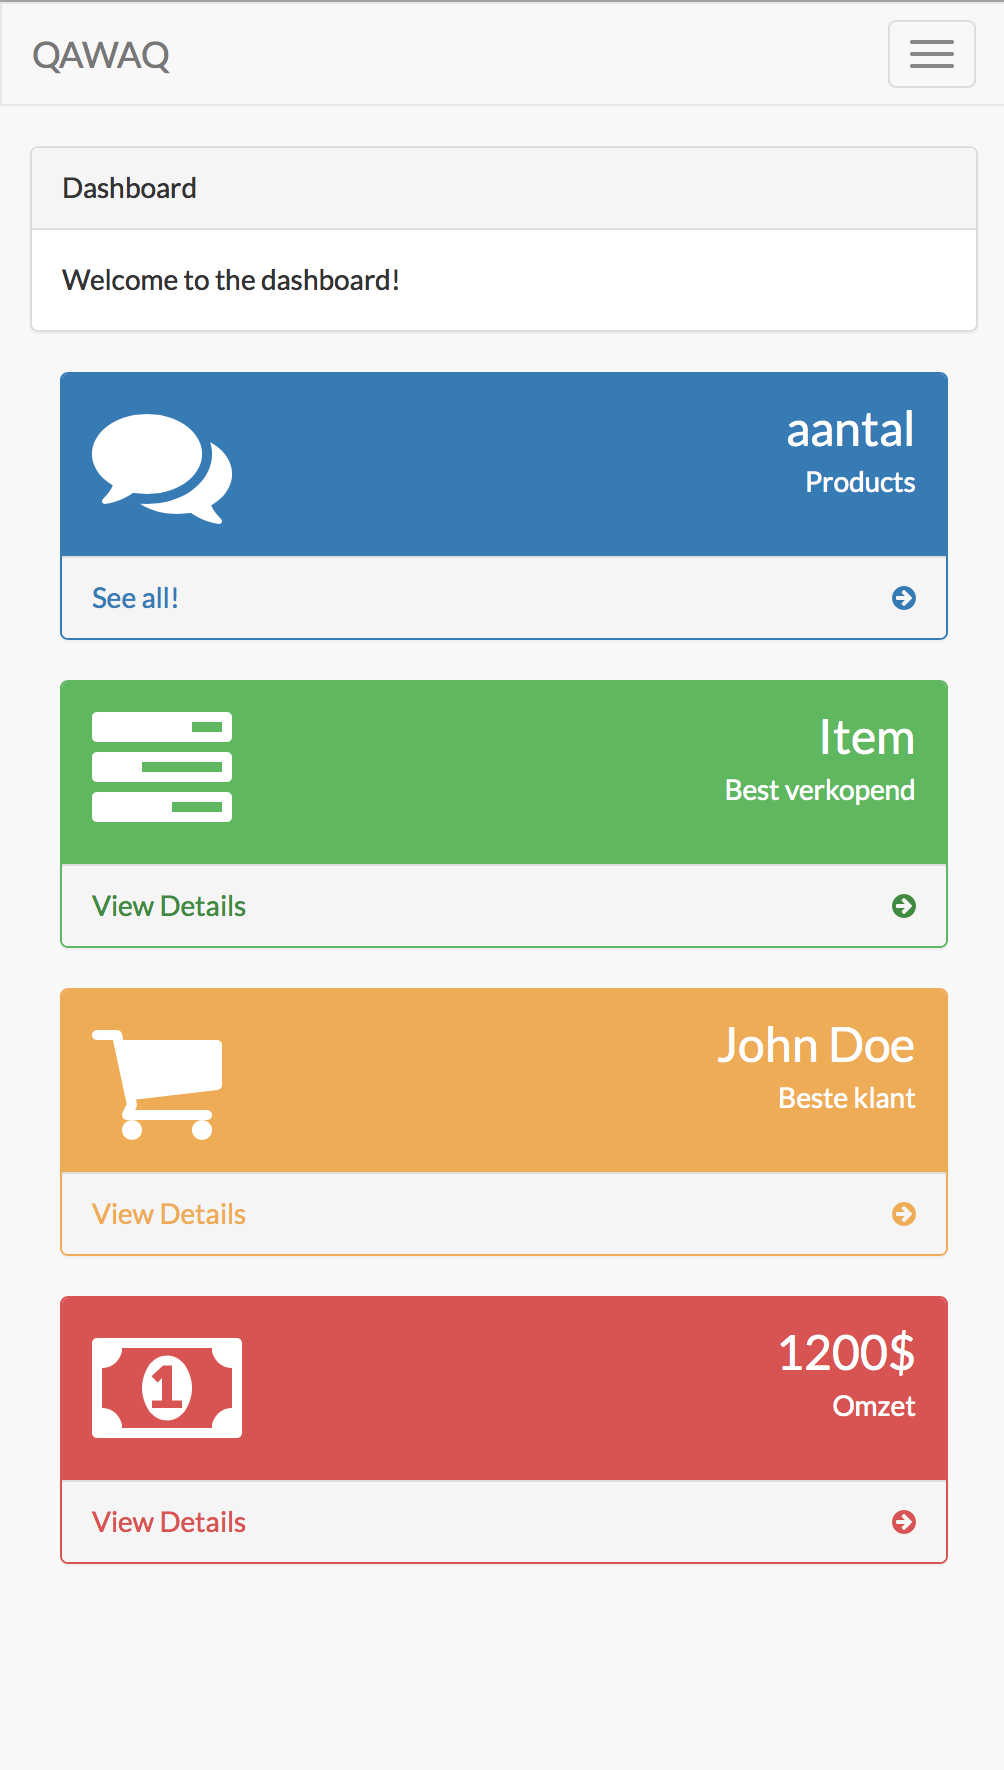 QAWAQ
Dashboard
Welcome to the dashboard!
aantal
Products
See all!
Item
Best verkopend
View Details
John Doe
Beste klant
View Details
1
1200$
Omzet
View Details